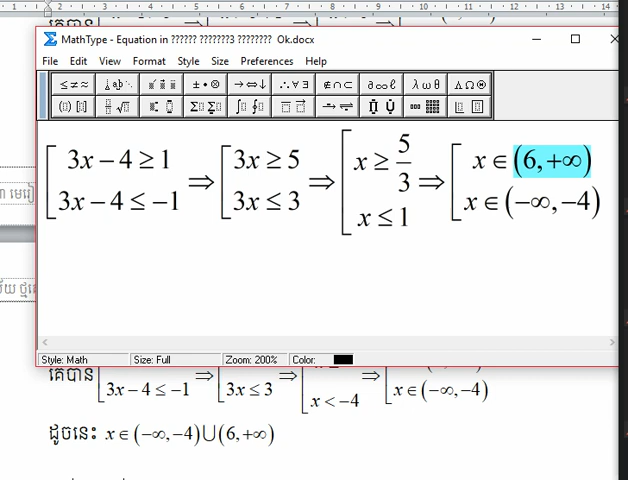 MathType - Equation in ?????? ???????3 ???????? Ok.docx
File Edit View Format Style Size Preferences Help
3x − 4 ≥ 1 ⇒ 3x ≥ 5 ⇒ x ≥ 5/3 ⇒ x ∈ (6, +∞)
3x − 4 ≤ −1 3x ≤ 3 x ≤ 1 x ∈ (−∞, −4)
Style: Math Size: Full Zoom: 200% Color:
គេបាន 3x − 4 ≤ −1 ⇒ 3x ≤ 3 ⇒ x < −4 ⇒ x ∈ (−∞, −4)
ដូចនេះ x ∈ (−∞, −4) ∪ (6, +∞)